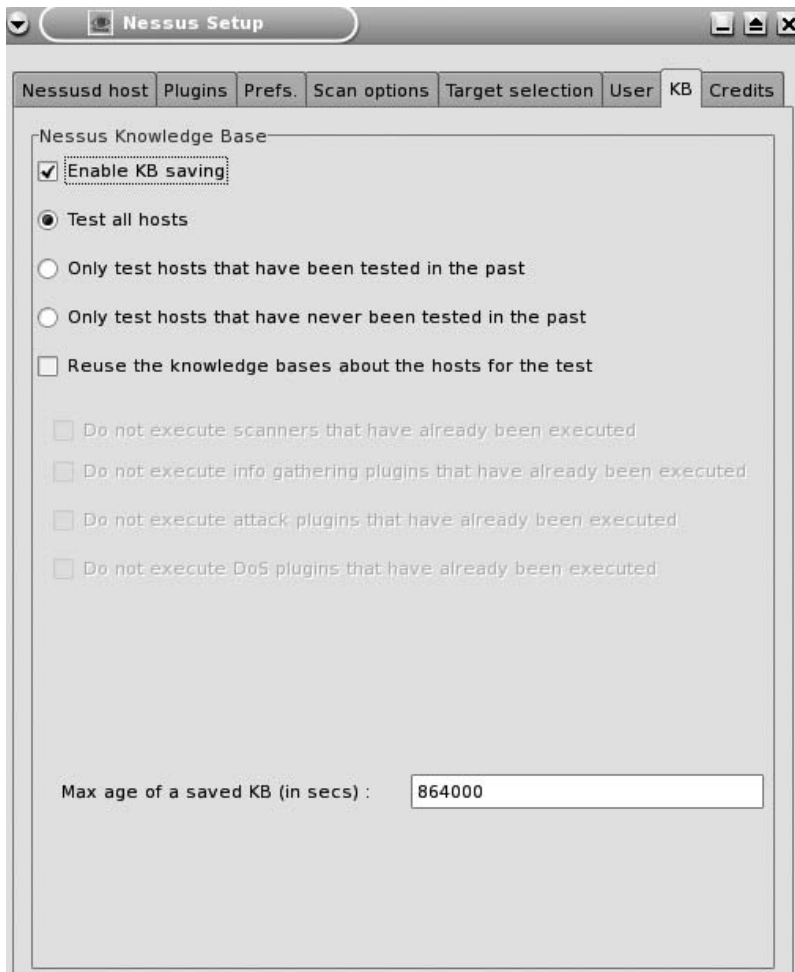 Nessus Setup
Nessusd host Plugins Prefs. Scan options Target selection User KB Credits
Nessus Knowledge Base
Enable KB saving
Test all hosts
Only test hosts that have been tested in the past
Only test hosts that have never been tested in the past
Reuse the knowledge bases about the hosts for the test
Do not execute scanners that have already been executed
Do not execute info gathering plugins that have already been executed
Do not execute attack plugins that have already been executed
Do not execute DoS plugins that have already been executed
Max age of a saved KB (in secs) : 864000